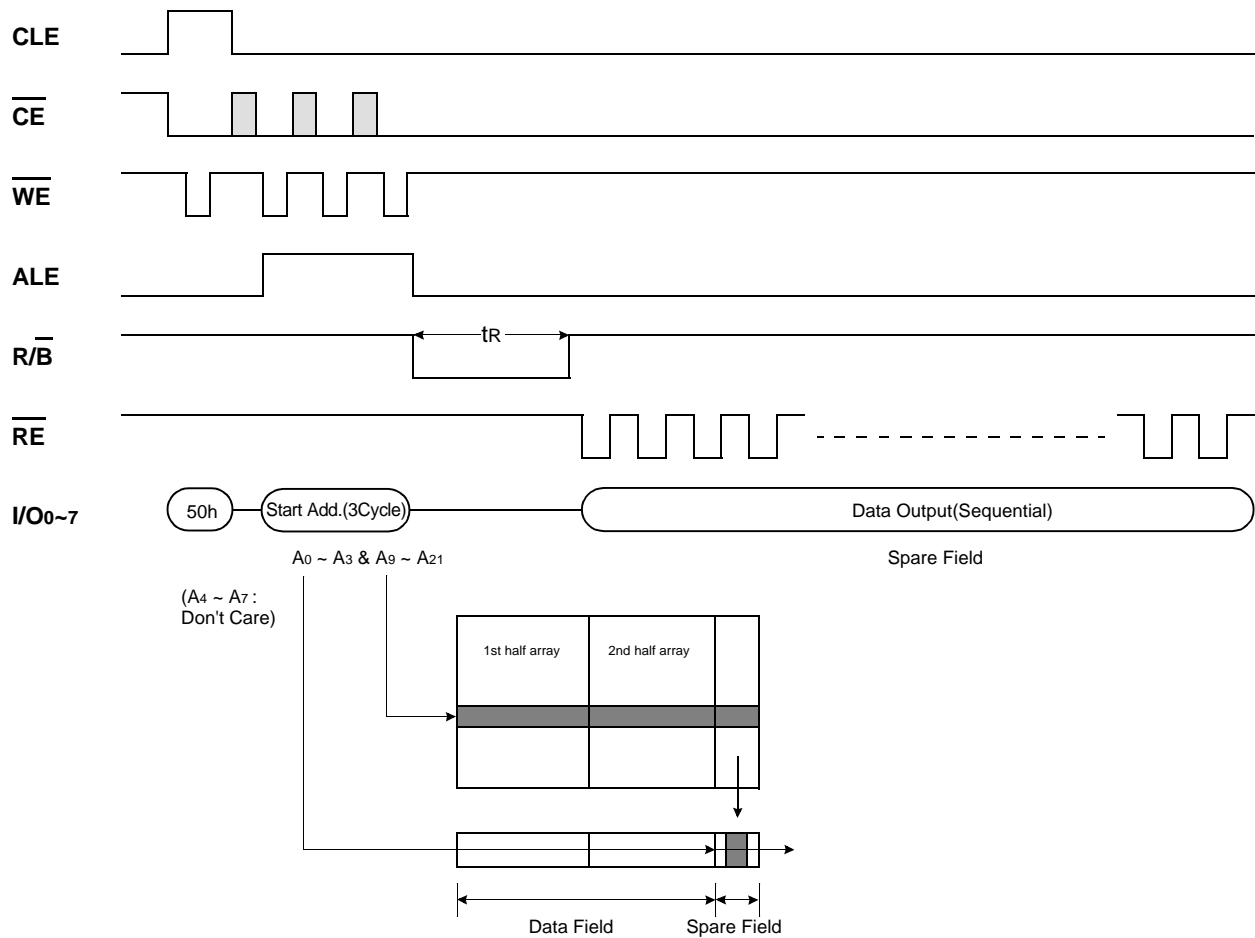 CLE
CE
WE
ALE
R/B
tR
RE
I/O0~7
50h
Start Add.(3Cycle)
Data Output(Sequential)
A0 ~ A3 & A9 ~ A21
Spare Field
(A4 ~ A7 :
Don't Care)
1st half array
2nd half array
Data Field
Spare Field